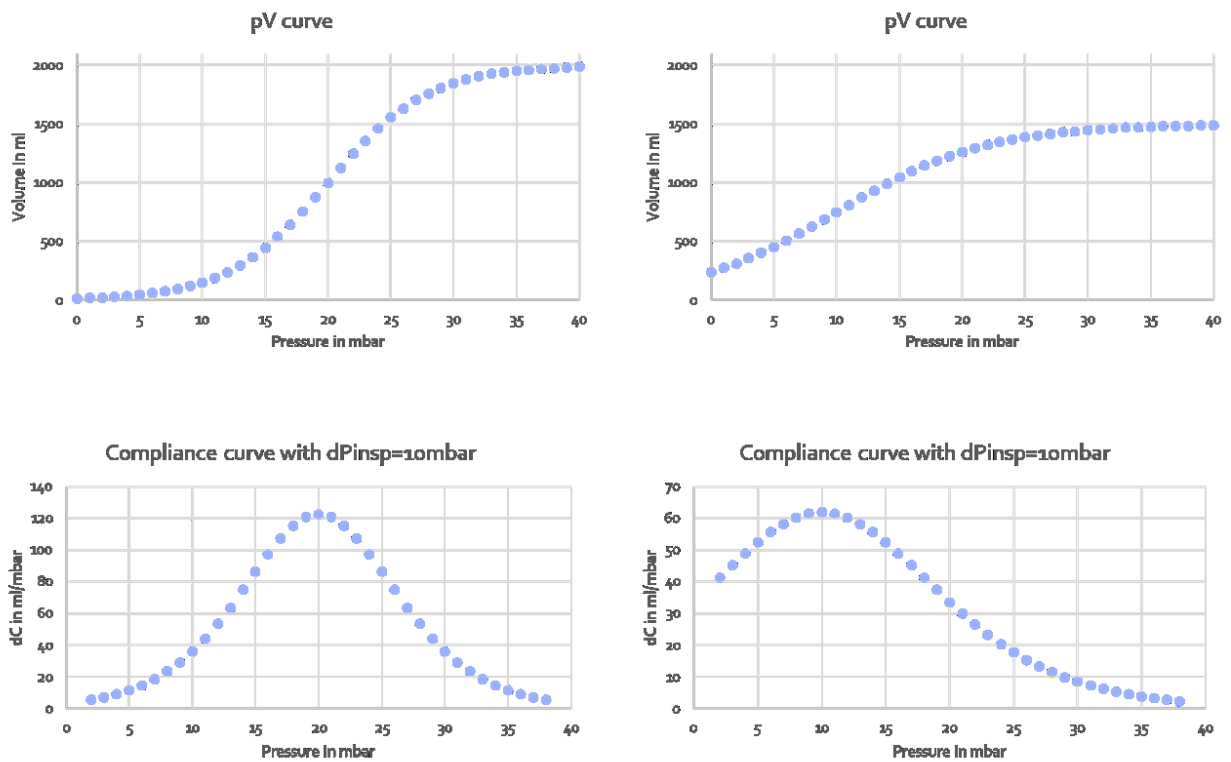 pV curve
2000
1500
1000
500
0
Volume in ml
0 5 10 15 20 25 30 35 40
Pressure in mbar
pV curve
2000
1500
1000
500
0
Volume in ml
0 5 10 15 20 25 30 35 40
Pressure in mbar
Compliance curve with dPinsp=10mbar
140
120
100
80
60
40
20
0
dC in ml/mbar
0 5 10 15 20 25 30 35 40
Pressure in mbar
Compliance curve with dPinsp=10mbar
70
60
50
40
30
20
10
0
dC in ml/mbar
0 5 10 15 20 25 30 35 40
Pressure in mbar